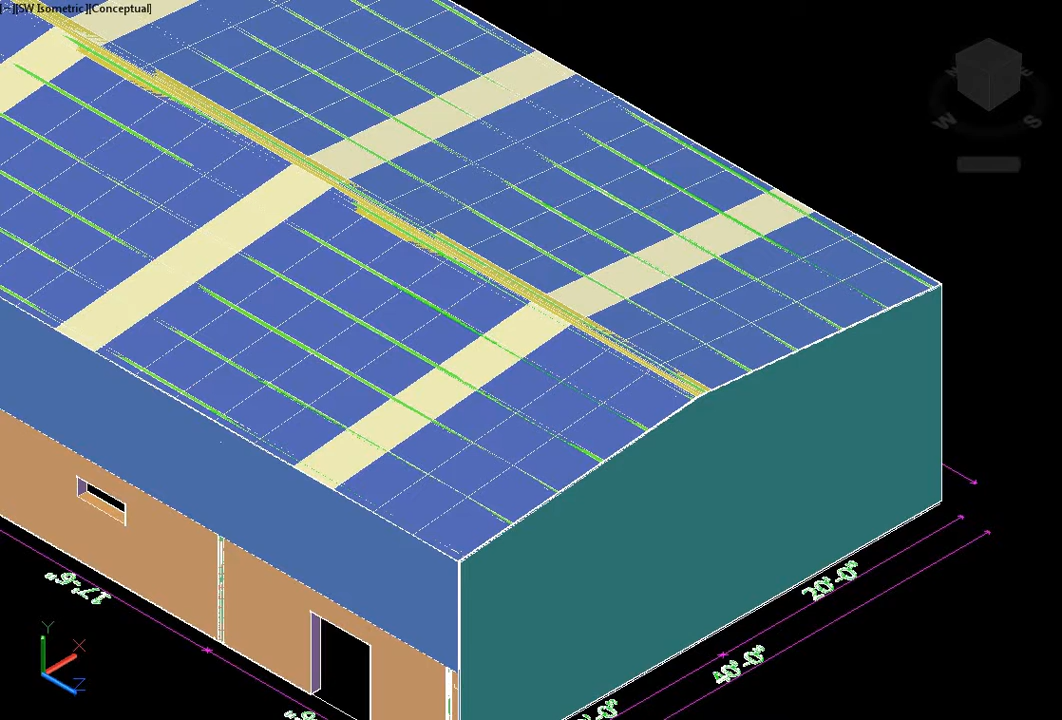 [-][SW Isometric][Conceptual]
W
S
17'-6"
20'-0"
40'-0"
Y
X
Z